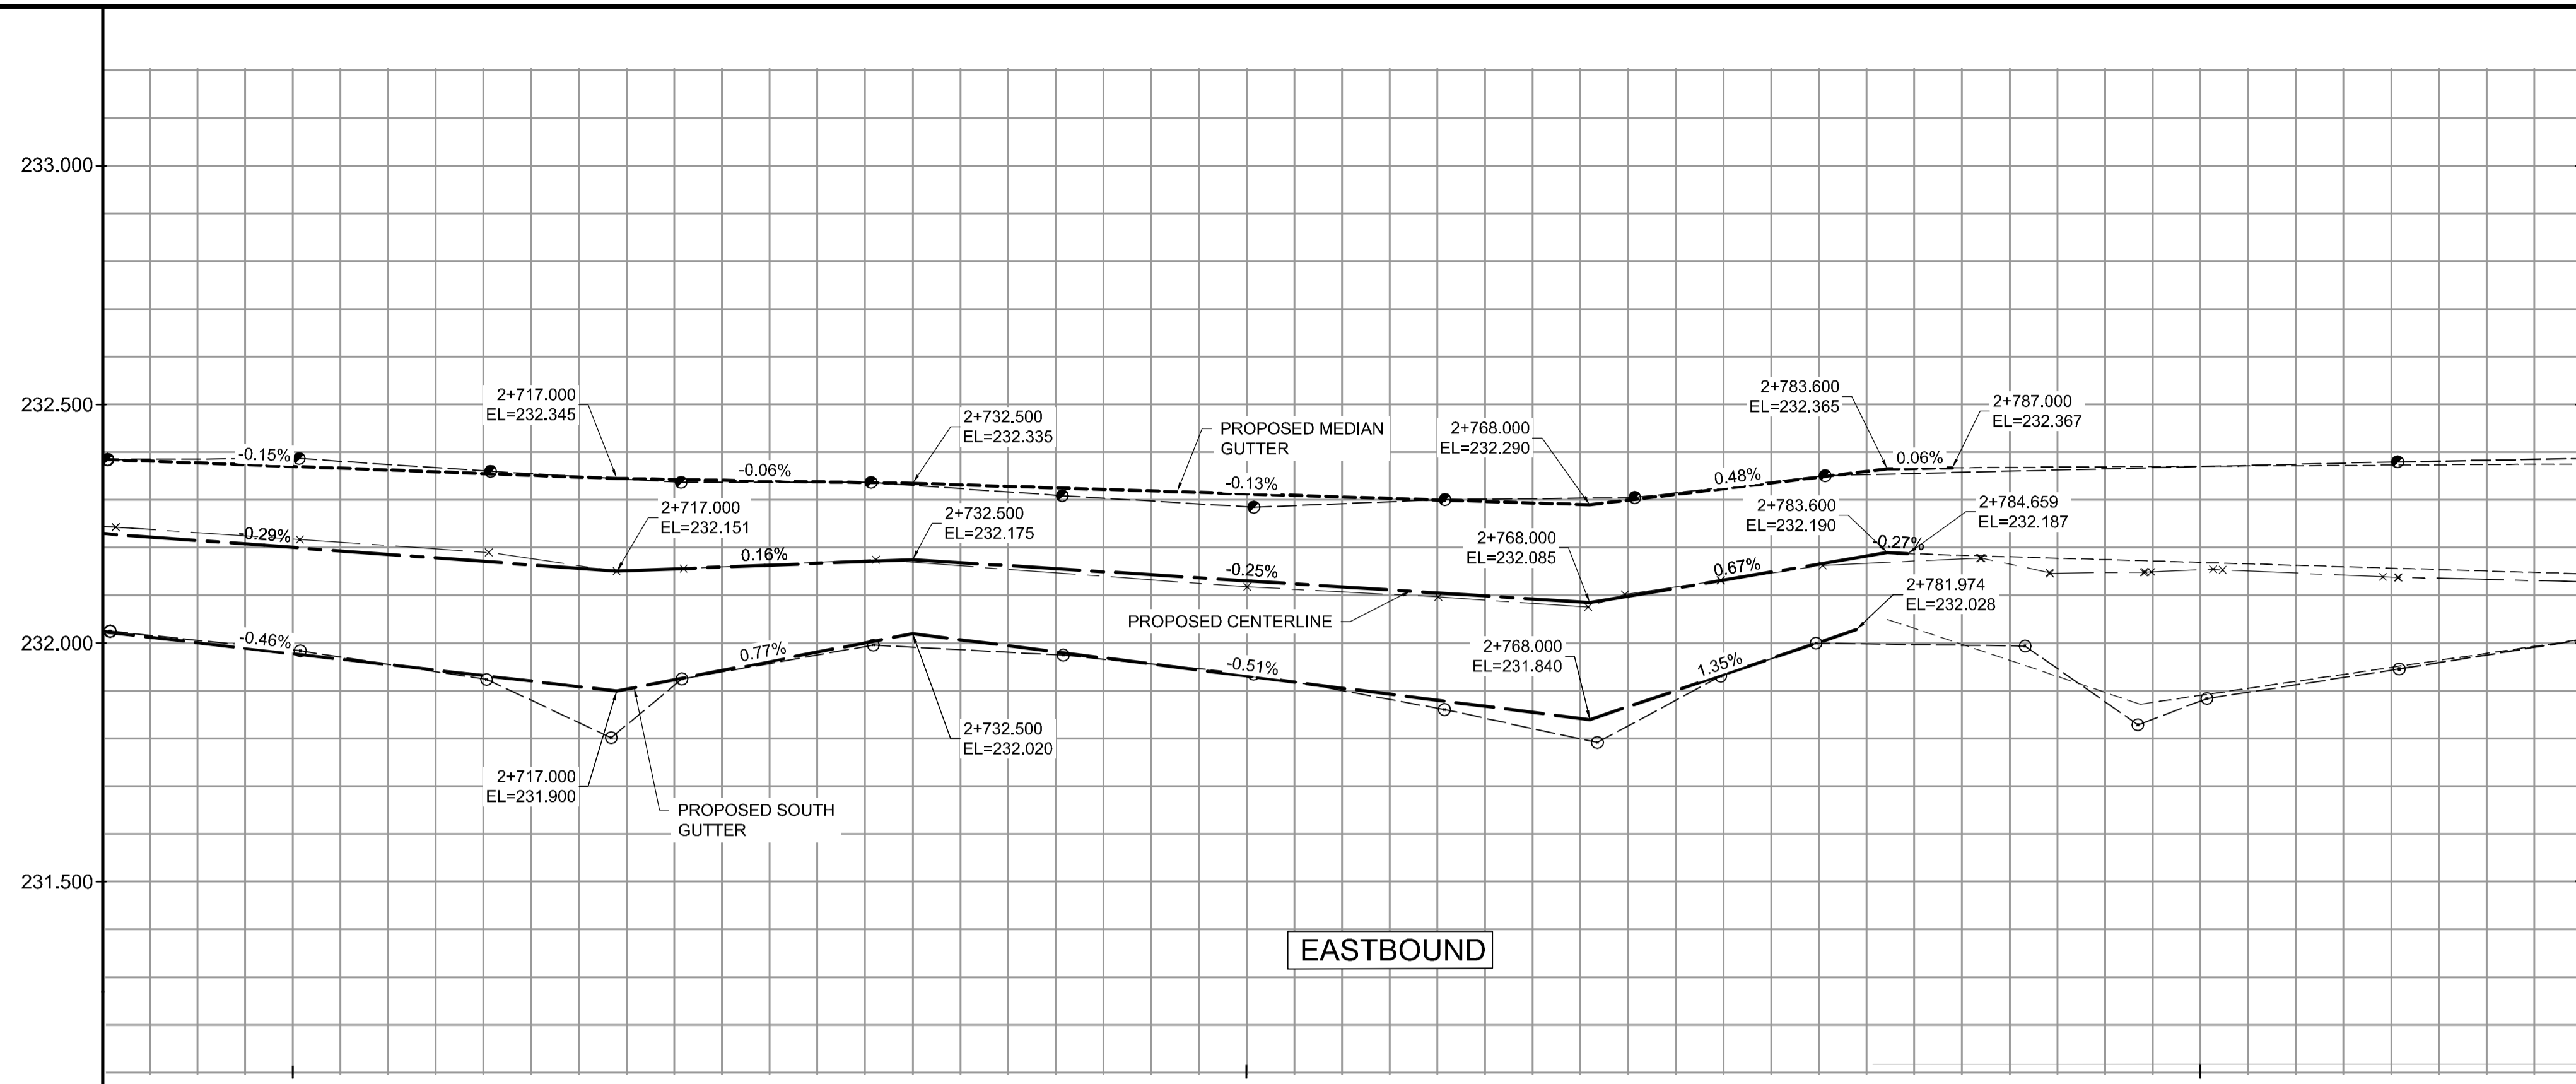 233.000
232.500
232.000
231.500
2+717.000
EL=232.345
2+732.500
EL=232.335
PROPOSED MEDIAN
GUTTER
2+768.000
EL=232.290
2+783.600
EL=232.365
2+787.000
EL=232.367
-0.15%
-0.06%
-0.13%
0.48%
0.06%
2+717.000
EL=232.151
2+732.500
EL=232.175
2+768.000
EL=232.085
2+783.600
EL=232.190
2+784.659
EL=232.187
-0.29%
0.16%
-0.25%
0.67%
-0.27%
PROPOSED CENTERLINE
2+781.974
EL=232.028
-0.46%
0.77%
-0.51%
1.35%
2+768.000
EL=231.840
2+732.500
EL=232.020
2+717.000
EL=231.900
PROPOSED SOUTH
GUTTER
EASTBOUND